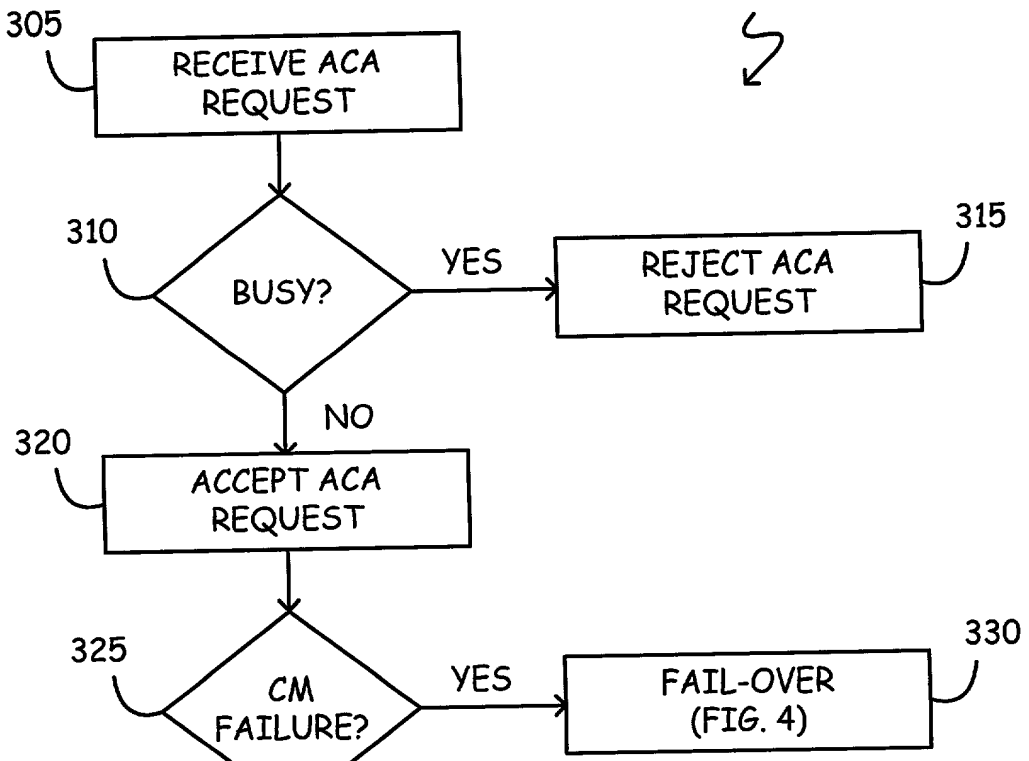 305
RECEIVE ACA
REQUEST
310
BUSY?
YES
315
REJECT ACA
REQUEST
NO
320
ACCEPT ACA
REQUEST
325
CM
FAILURE?
YES
330
FAIL-OVER
(FIG. 4)